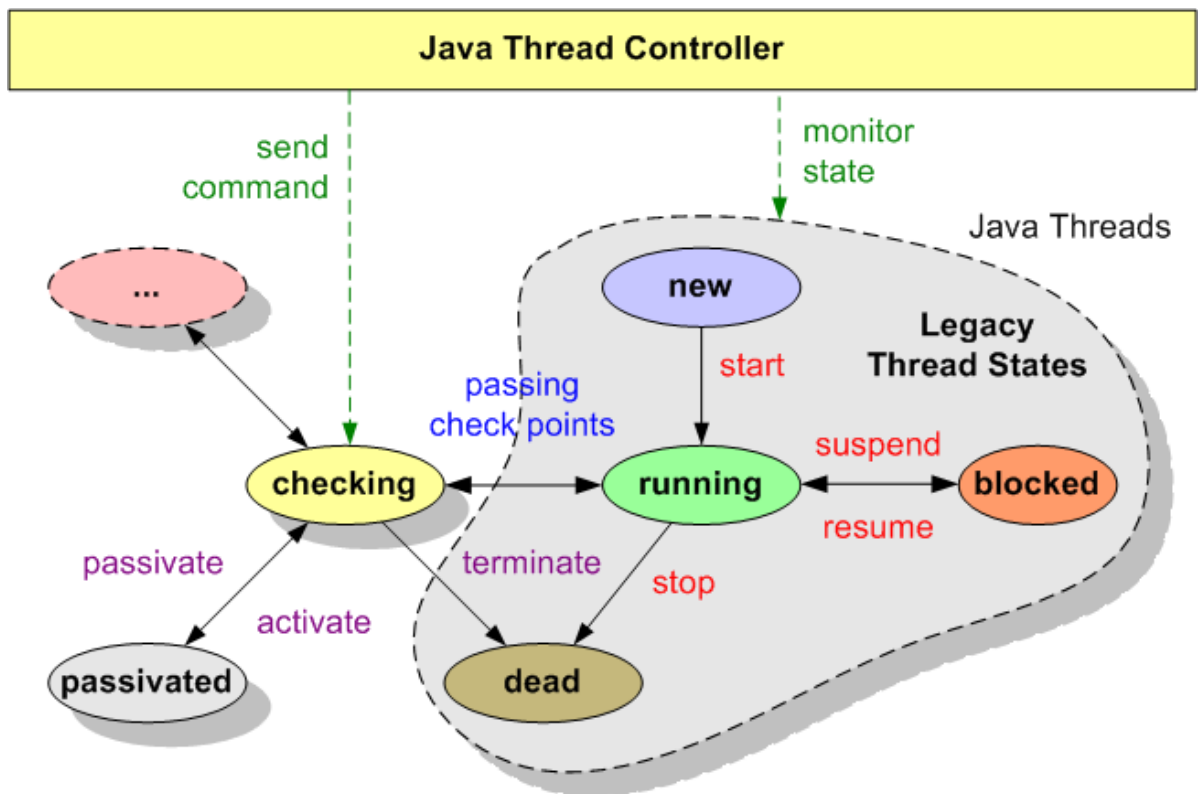 Java Thread Controller
send
command
monitor
state
Java Threads
...
new
Legacy
Thread States
start
passing
check points
suspend
checking
running
blocked
resume
passivate
terminate
stop
activate
passivated
dead